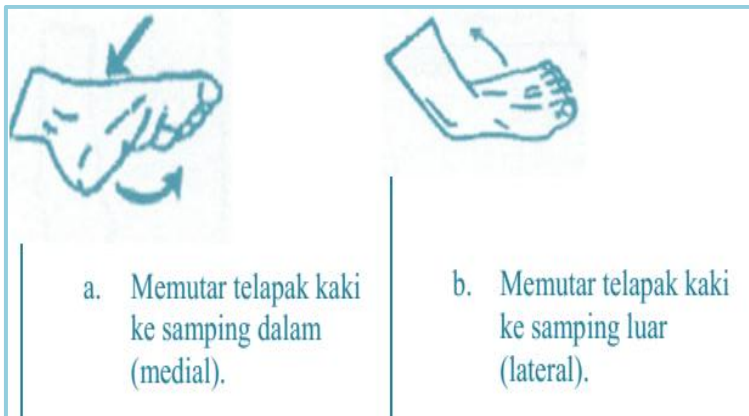 a. Memutar telapak kaki
ke samping dalam
(medial).
b. Memutar telapak kaki
ke samping luar
(lateral).